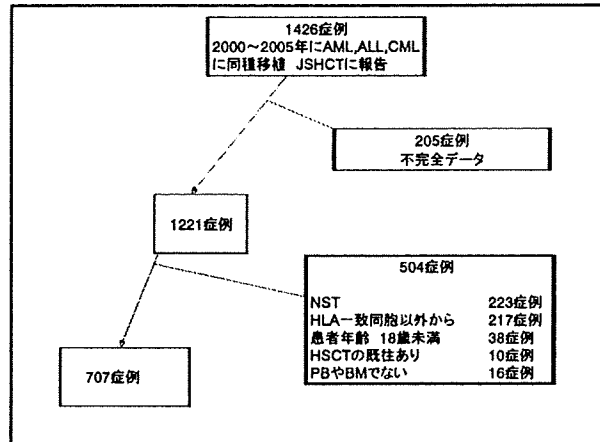 1426症例
2000～2005年にAML,ALL,CML
に同種移植 JSHCTに報告
205症例
不完全データ
1221症例
504症例
NST 223症例
HLA一致同胞以外から 217症例
患者年齢 18歳未満 38症例
HSCTの既往あり 10症例
PBやBMでない 16症例
707症例